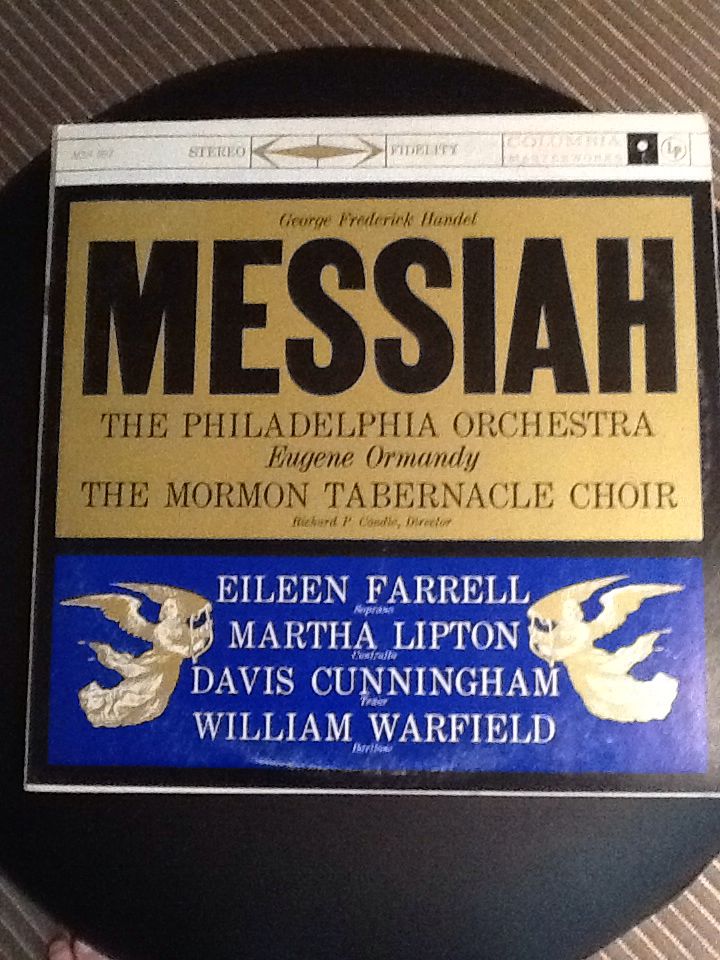 STEREO FIDELITY COLUMBIA Lp
MASTERWORKS
George Frederick Handel
MESSIAH
THE PHILADELPHIA ORCHESTRA
Eugene Ormandy
THE MORMON TABERNACLE CHOIR
Richard P. Condie, Director
EILEEN FARRELL
Soprano
MARTHA LIPTON
Contralto
DAVIS CUNNINGHAM
Tenor
WILLIAM WARFIELD
Baritone